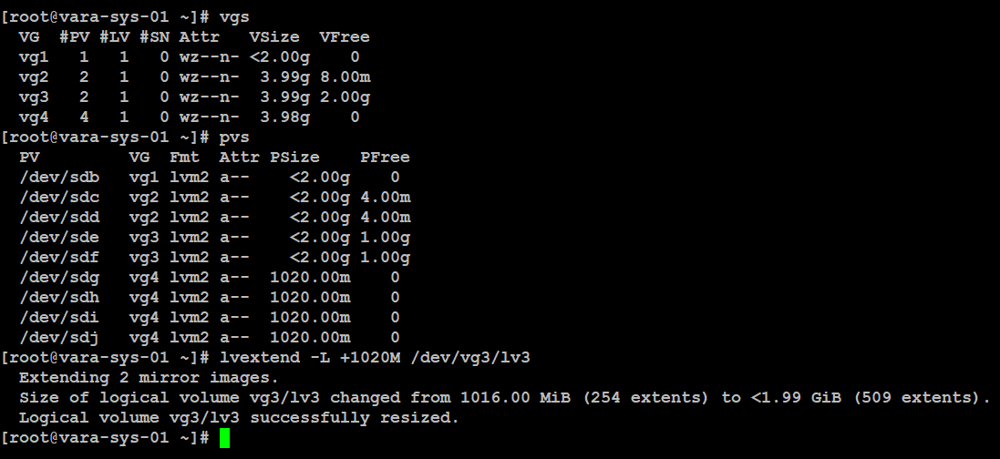 [root@vara-sys-01 ~]# vgs
  VG  #PV #LV #SN Attr   VSize  VFree
  vg1   1   1   0 wz--n- <2.00g    0
  vg2   2   1   0 wz--n-  3.99g 8.00m
  vg3   2   1   0 wz--n-  3.99g 2.00g
  vg4   4   1   0 wz--n-  3.98g    0
[root@vara-sys-01 ~]# pvs
  PV         VG  Fmt  Attr PSize    PFree
  /dev/sdb   vg1 lvm2 a--    <2.00g    0
  /dev/sdc   vg2 lvm2 a--    <2.00g 4.00m
  /dev/sdd   vg2 lvm2 a--    <2.00g 4.00m
  /dev/sde   vg3 lvm2 a--    <2.00g 1.00g
  /dev/sdf   vg3 lvm2 a--    <2.00g 1.00g
  /dev/sdg   vg4 lvm2 a--  1020.00m    0
  /dev/sdh   vg4 lvm2 a--  1020.00m    0
  /dev/sdi   vg4 lvm2 a--  1020.00m    0
  /dev/sdj   vg4 lvm2 a--  1020.00m    0
[root@vara-sys-01 ~]# lvextend -L +1020M /dev/vg3/lv3
  Extending 2 mirror images.
  Size of logical volume vg3/lv3 changed from 1016.00 MiB (254 extents) to <1.99 GiB (509 extents).
  Logical volume vg3/lv3 successfully resized.
[root@vara-sys-01 ~]#